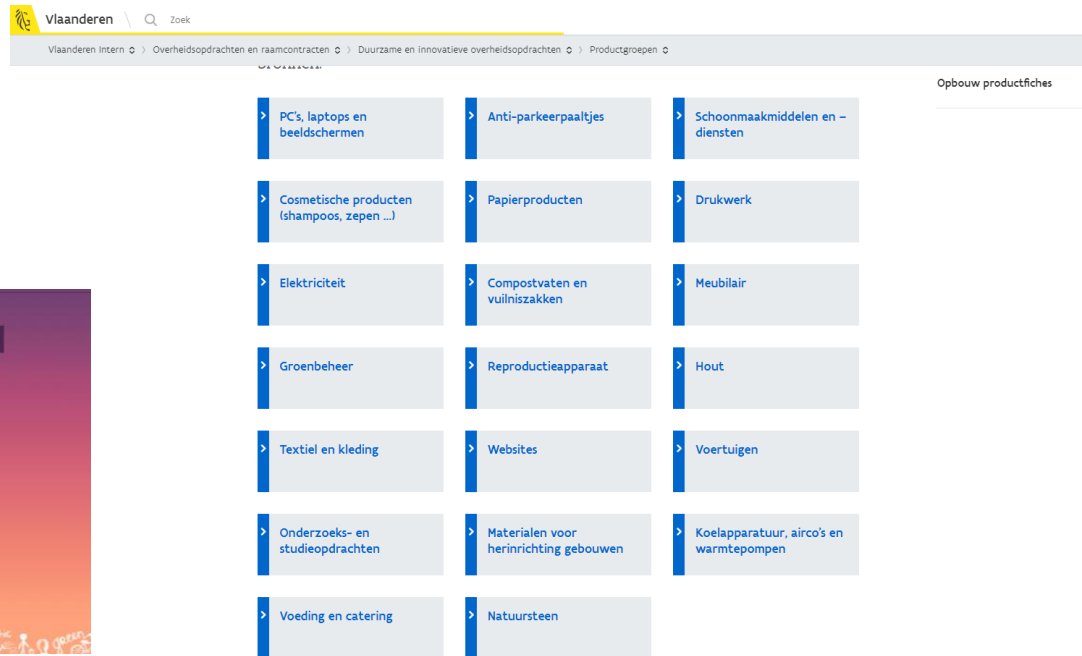 Vlaanderen
Zoek
Vlaanderen Intern
Overheidsopdrachten en raamcontracten
Duurzame en innovatieve overheidsopdrachten
Productgroepen
Opbouw productfiches
PC's, laptops en
beeldschermen
Anti-parkeerpaaltjes
Schoonmaakmiddelen en –
diensten
Cosmetische producten
(shampoos, zepen ...)
Papierproducten
Drukwerk
Elektriciteit
Compostvaten en
vuilniszakken
Meubilair
Groenbeheer
Reproductieapparaat
Hout
Textiel en kleding
Websites
Voertuigen
Onderzoeks- en
studieopdrachten
Materialen voor
herinrichting gebouwen
Koelapparatuur, airco's en
warmtepompen
Voeding en catering
Natuursteen